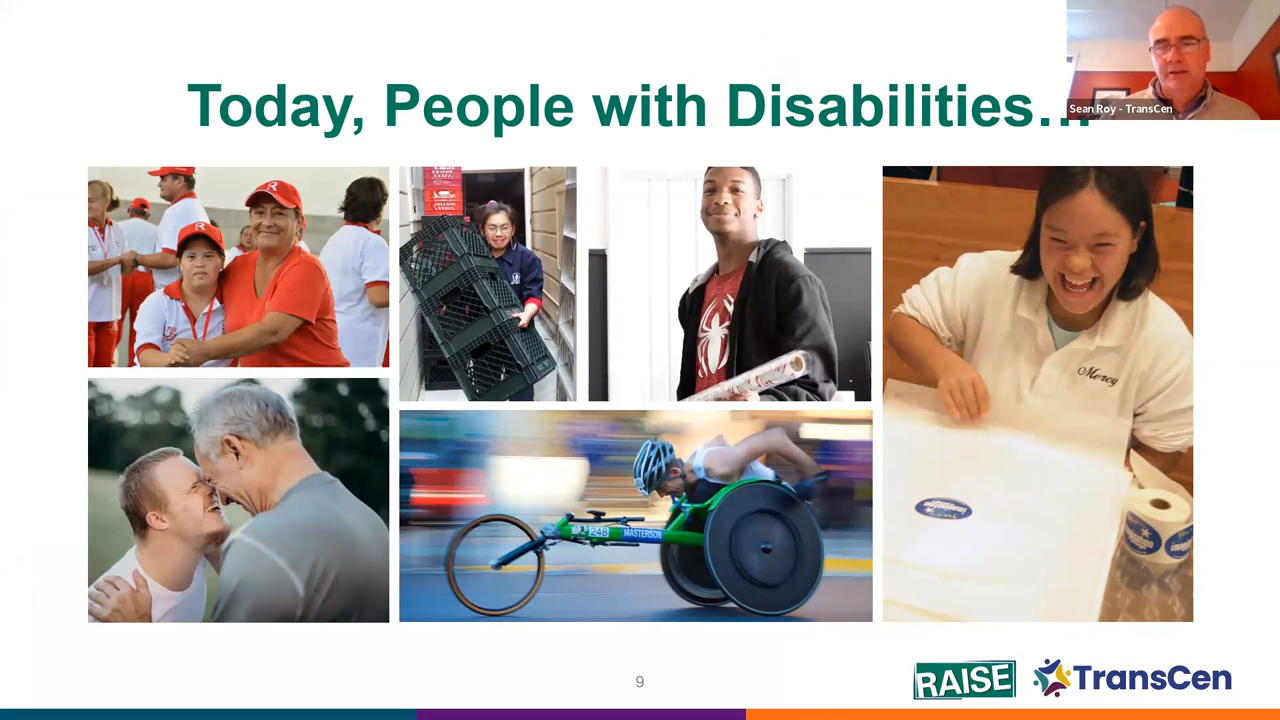 Today, People with Disabilities...
Sean Roy - TransCen
R
R
Mercy
248
MASTERSON
9
RAISE
TransCen